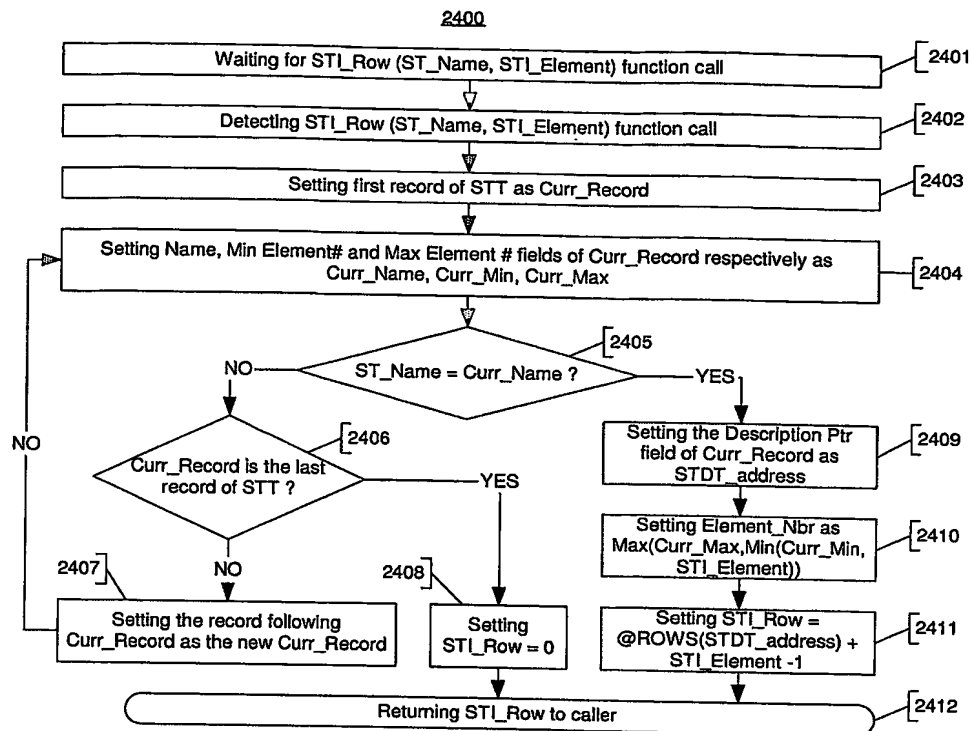 2400
Waiting for STI_Row (ST_Name, STI_Element) function call
2401
Detecting STI_Row (ST_Name, STI_Element) function call
2402
Setting first record of STT as Curr_Record
2403
Setting Name, Min Element# and Max Element # fields of Curr_Record respectively as
Curr_Name, Curr_Min, Curr_Max
2404
2405
ST_Name = Curr_Name ?
NO
YES
NO
2406
Curr_Record is the last
record of STT ?
YES
NO
Setting the Description Ptr
field of Curr_Record as
STDT_address
2409
Setting Element_Nbr as
Max(Curr_Max,Min(Curr_Min,
STI_Element))
2410
2407
Setting the record following
Curr_Record as the new Curr_Record
2408
Setting
STI_Row = 0
Setting STI_Row =
@ROWS(STDT_address) +
STI_Element -1
2411
Returning STI_Row to caller
2412